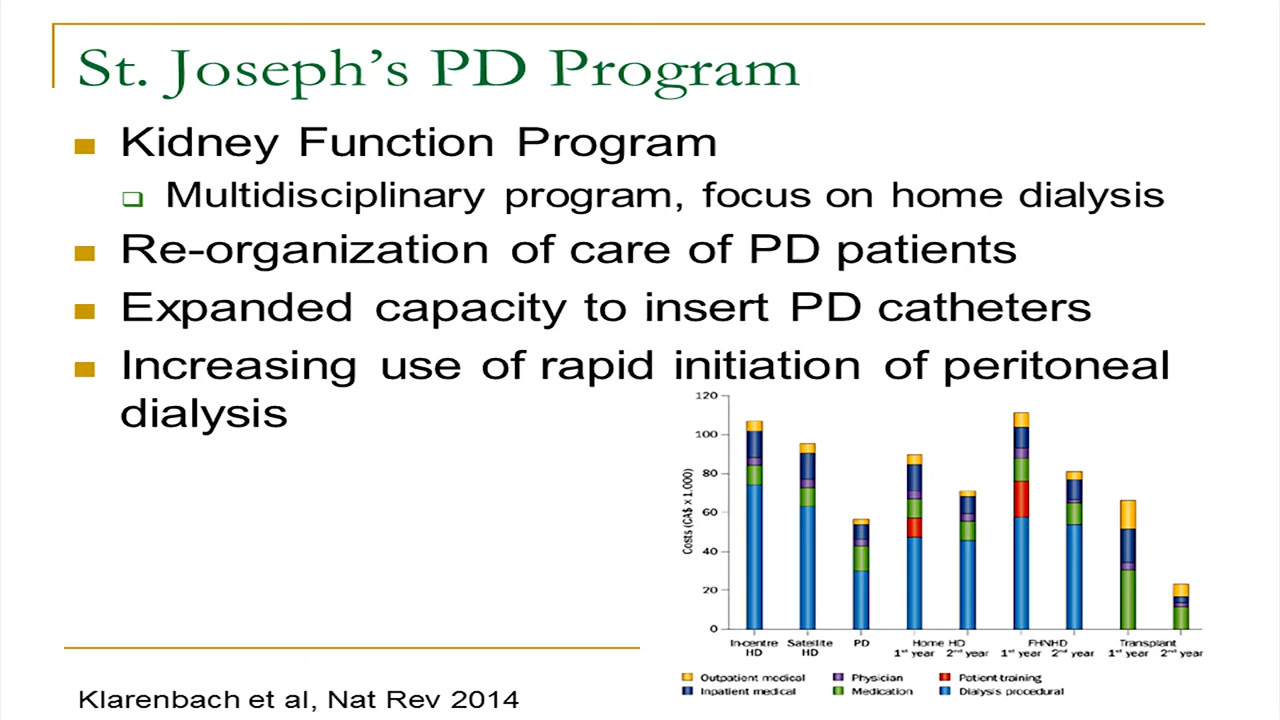 St. Joseph's PD Program
Kidney Function Program
Multidisciplinary program, focus on home dialysis
Re-organization of care of PD patients
Expanded capacity to insert PD catheters
Increasing use of rapid initiation of peritoneal
dialysis
120
100
80
60
40
20
0
Costs (CA$ x 1,000)
In-centre HD
Satellite HD
PD
Home HD
1st year 2nd year
FHNHD
1st year 2nd year
Transplant
1st year 2nd year
Outpatient medical
Physician
Patient training
Inpatient medical
Medication
Dialysis procedural
Klarenbach et al, Nat Rev 2014